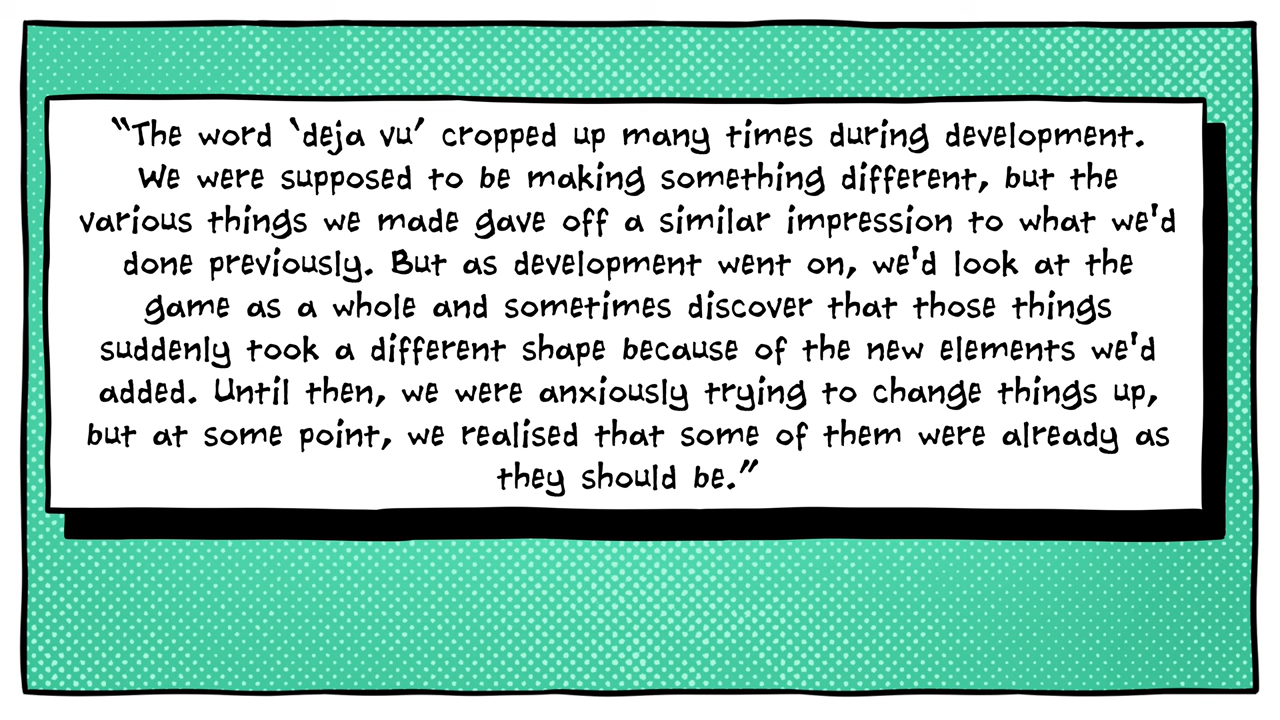 “The word ‘deja vu’ cropped up many times during development.
We were supposed to be making something different, but the
various things we made gave off a similar impression to what we'd
done previously. But as development went on, we'd look at the
game as a whole and sometimes discover that those things
suddenly took a different shape because of the new elements we'd
added. Until then, we were anxiously trying to change things up,
but at some point, we realised that some of them were already as
they should be.”